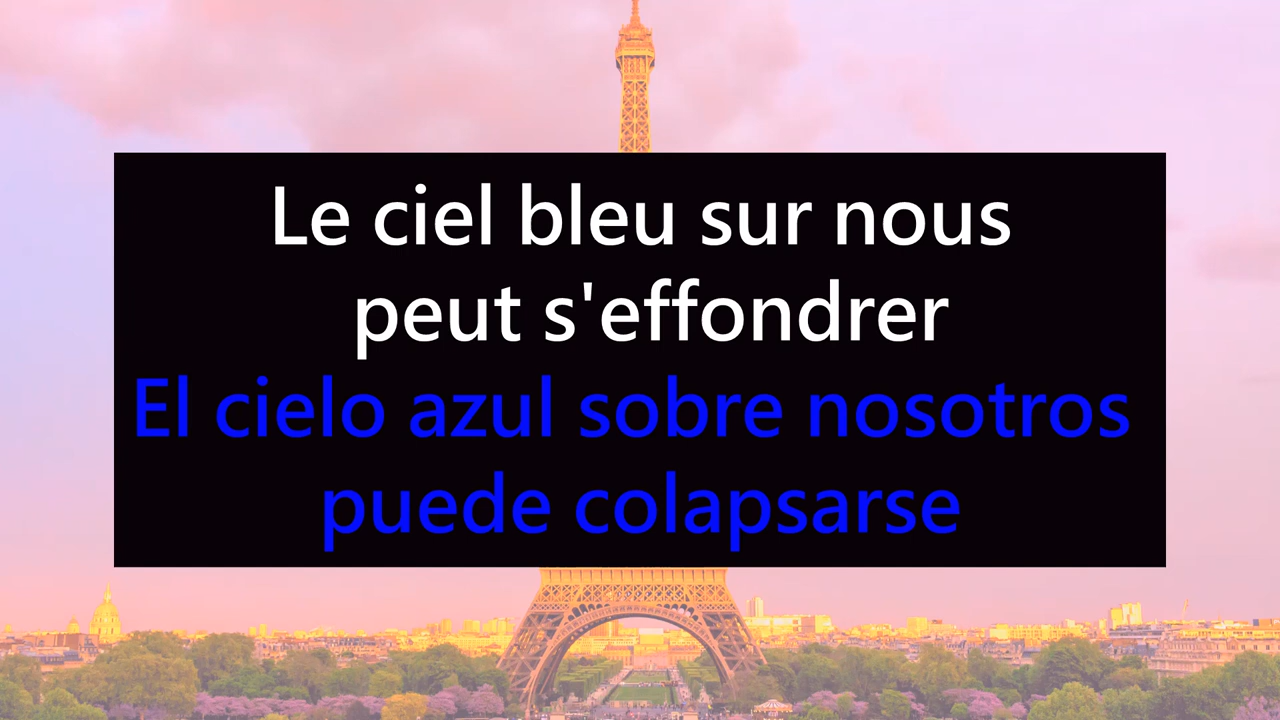 Le ciel bleu sur nous
peut s'effondrer
El cielo azul sobre nosotros
puede colapsarse